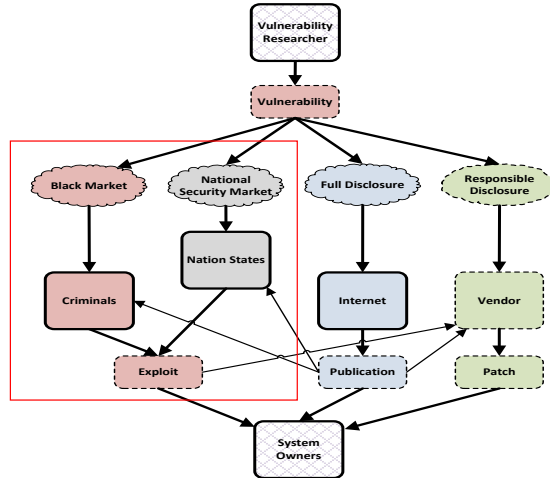 Vulnerability
Researcher
Vulnerability
Black Market
National
Security Market
Full Disclosure
Responsible
Disclosure
Nation States
Criminals
Internet
Vendor
Exploit
Publication
Patch
System
Owners